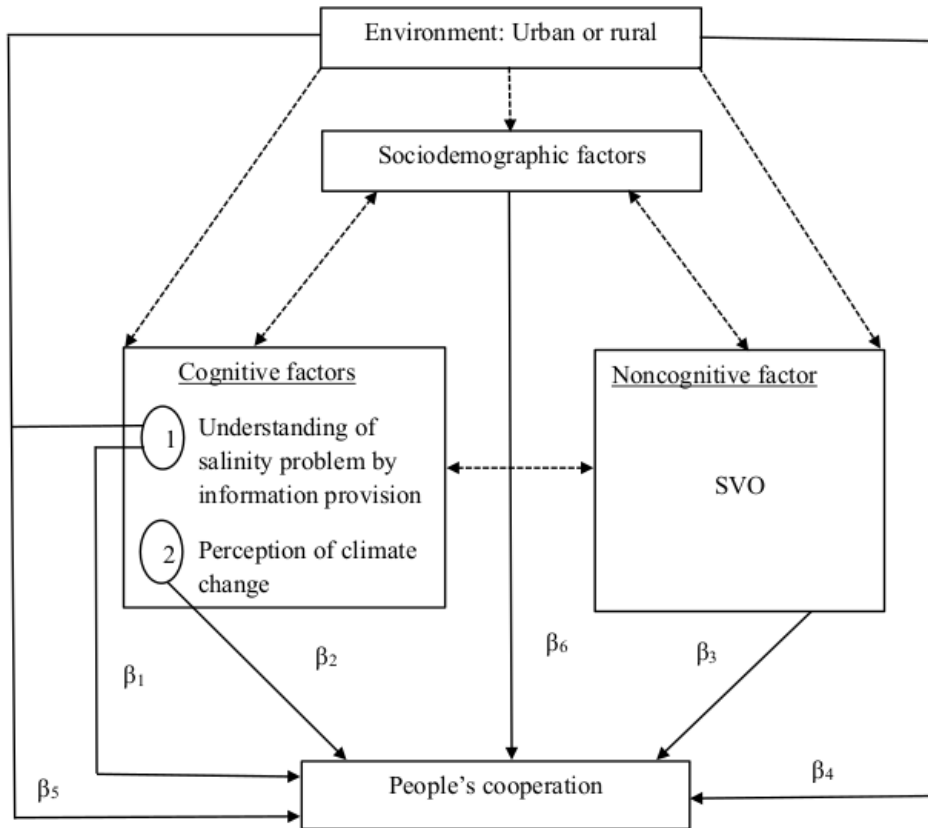 Environment: Urban or rural
Sociodemographic factors
Cognitive factors
1
Understanding of
salinity problem by
information provision
2
Perception of climate
change
Noncognitive factor
SVO
β1
β2
β6
β3
β5
β4
People’s cooperation